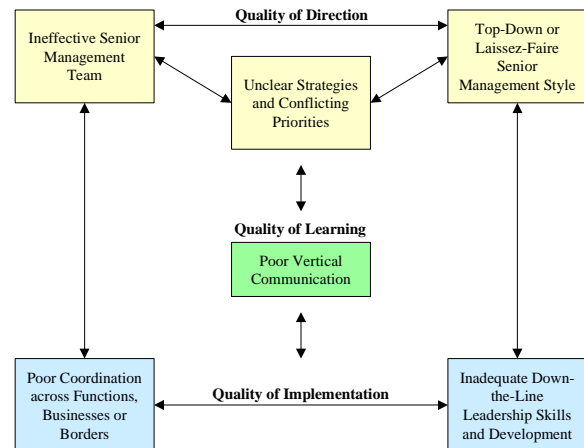 Quality of Direction
Ineffective Senior
Management
Team
Top-Down or
Laissez-Faire
Senior
Management Style
Unclear Strategies
and Conflicting
Priorities
Quality of Learning
Poor Vertical
Communication
Poor Coordination
across Functions,
Businesses or
Borders
Quality of Implementation
Inadequate Down-
the-Line
Leadership Skills
and Development